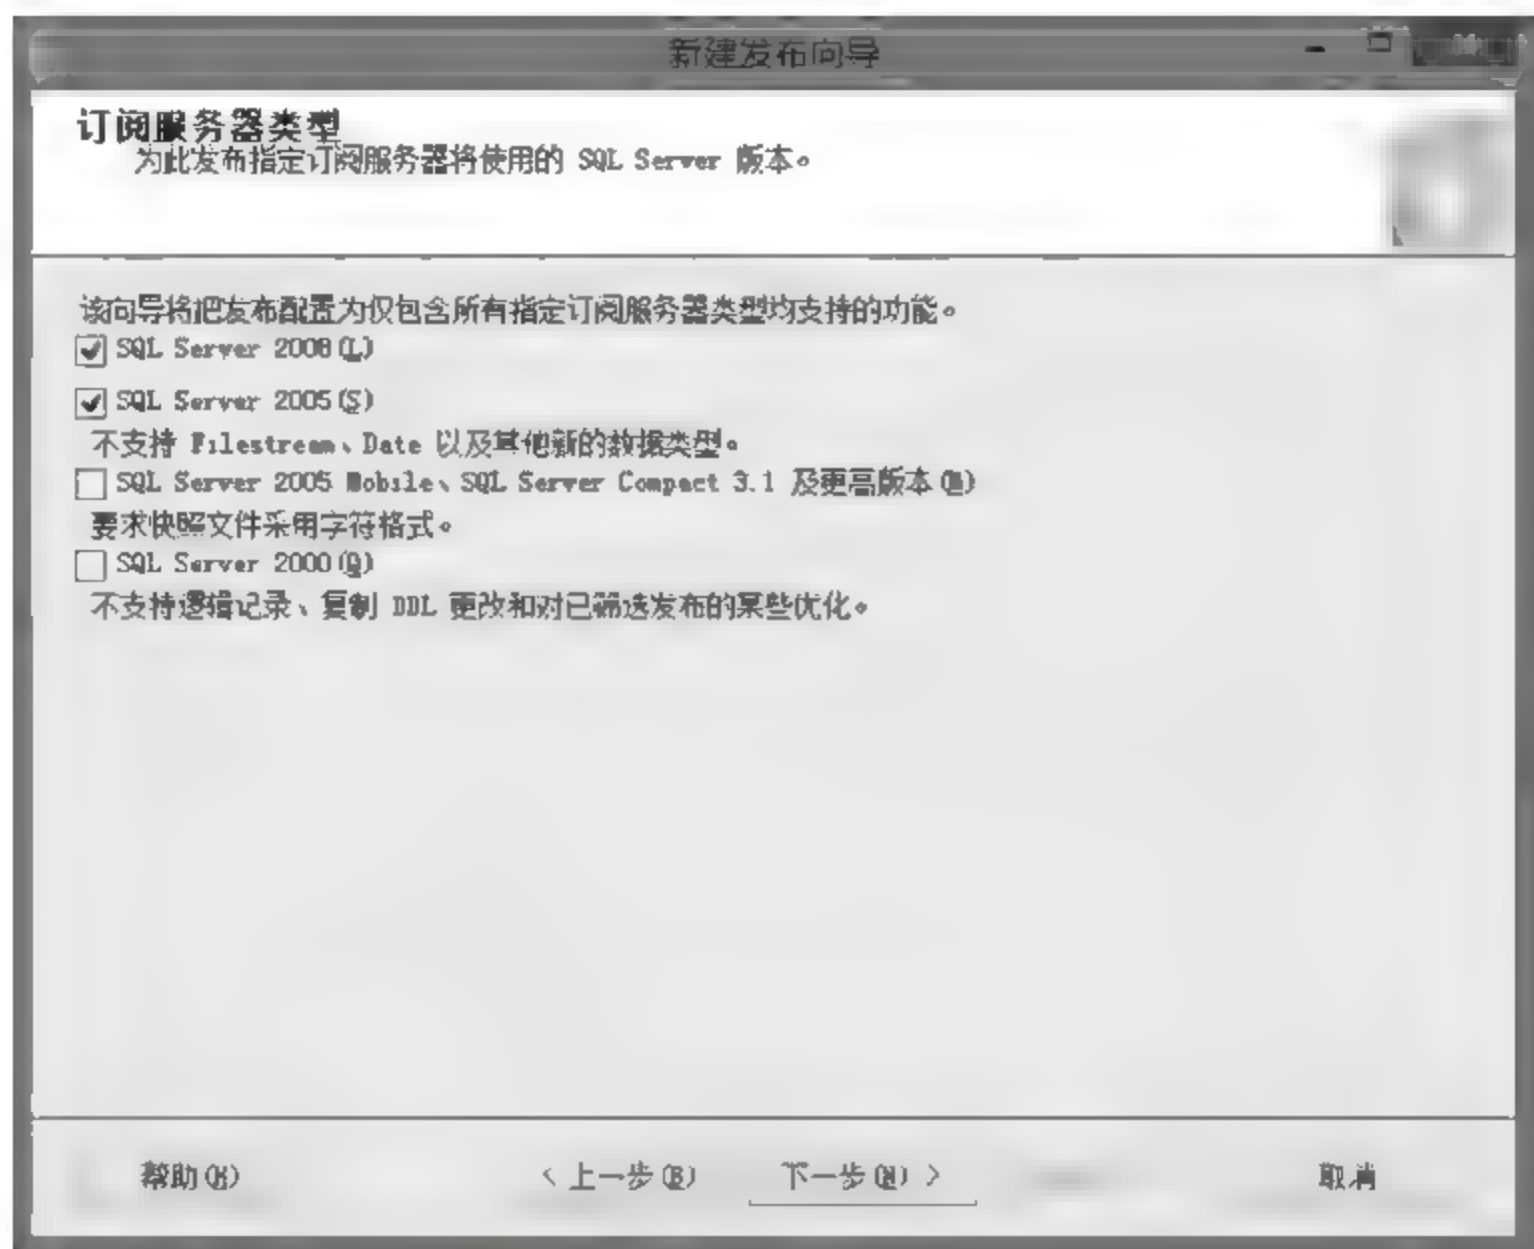 新建发布向导
订阅服务器类型
为此发布指定订阅服务器将使用的 SQL Server 版本。
该向导将把发布配置为仅包含所有指定订阅服务器类型均支持的功能。
SQL Server 2008(L)
SQL Server 2005(S)
不支持 Filestream、Date 以及其他新的数据类型。
SQL Server 2005 Mobile、SQL Server Compact 3.1 及更高版本(M)
要求快照文件采用字符格式。
SQL Server 2000(Q)
不支持逻辑记录、复制 DDL 更改和对已筛选发布的某些优化。
帮助(H) < 上一步(B) 下一步(N) > 取消